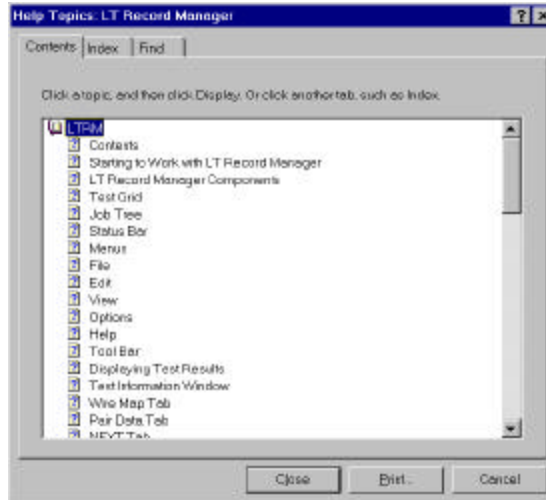 Help Topics: LT Record Manager
Contents Index Find
Click a topic, and then click Display. Or click another tab, such as Index.
LTRM
Contents
Starting to Work with LT Record Manager
LT Record Manager Components
Test Grid
Job Tree
Status Bar
Menus
File
Edit
View
Options
Help
Tool Bar
Displaying Test Results
Test Information Window
Wire Map Tab
Pair Data Tab
NEXT Tab
Close Print... Cancel